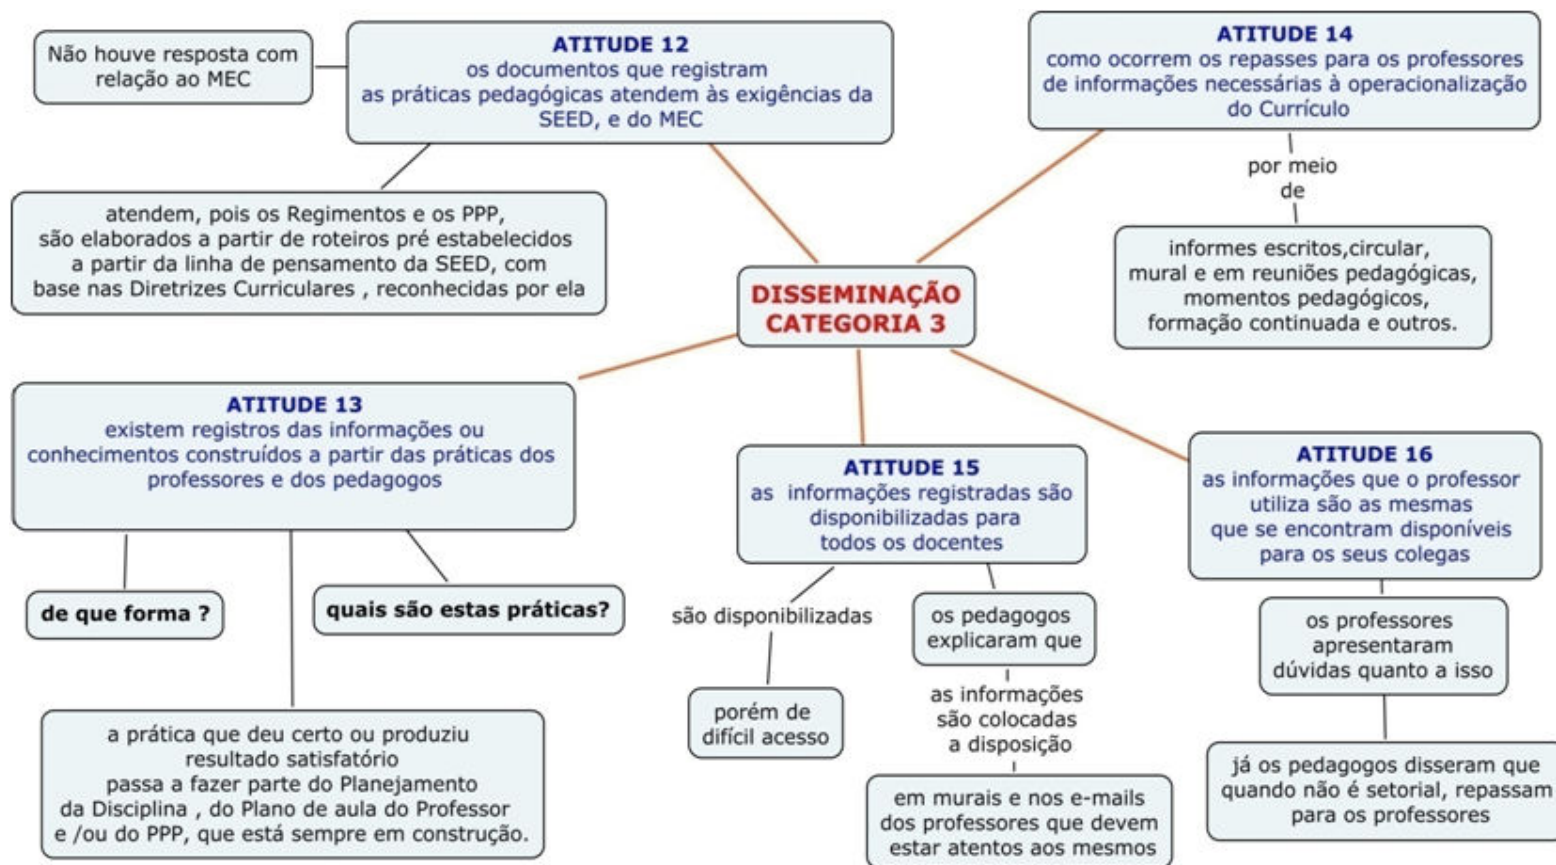 Não houve resposta com
relação ao MEC
ATITUDE 12
os documentos que registram
as práticas pedagógicas atendem às exigências da
SEED, e do MEC
ATITUDE 14
como ocorrem os repasses para os professores
de informações necessárias à operacionalização
do Currículo
atendem, pois os Regimentos e os PPP,
são elaborados a partir de roteiros pré estabelecidos
a partir da linha de pensamento da SEED, com
base nas Diretrizes Curriculares , reconhecidas por ela
por meio
de
informes escritos,circular,
mural e em reuniões pedagógicas,
momentos pedagógicos,
formação continuada e outros.
DISSEMINAÇÃO
CATEGORIA 3
ATITUDE 13
existem registros das informações ou
conhecimentos construídos a partir das práticas dos
professores e dos pedagogos
de que forma ?
quais são estas práticas?
a prática que deu certo ou produziu
resultado satisfatório
passa a fazer parte do Planejamento
da Disciplina , do Plano de aula do Professor
e /ou do PPP, que está sempre em construção.
ATITUDE 15
as informações registradas são
disponibilizadas para
todos os docentes
são disponibilizadas
porém de
difícil acesso
os pedagogos
explicaram que
as informações
são colocadas
a disposição
em murais e nos e-mails
dos professores que devem
estar atentos aos mesmos
ATITUDE 16
as informações que o professor
utiliza são as mesmas
que se encontram disponíveis
para os seus colegas
os professores
apresentaram
dúvidas quanto a isso
já os pedagogos disseram que
quando não é setorial, repassam
para os professores